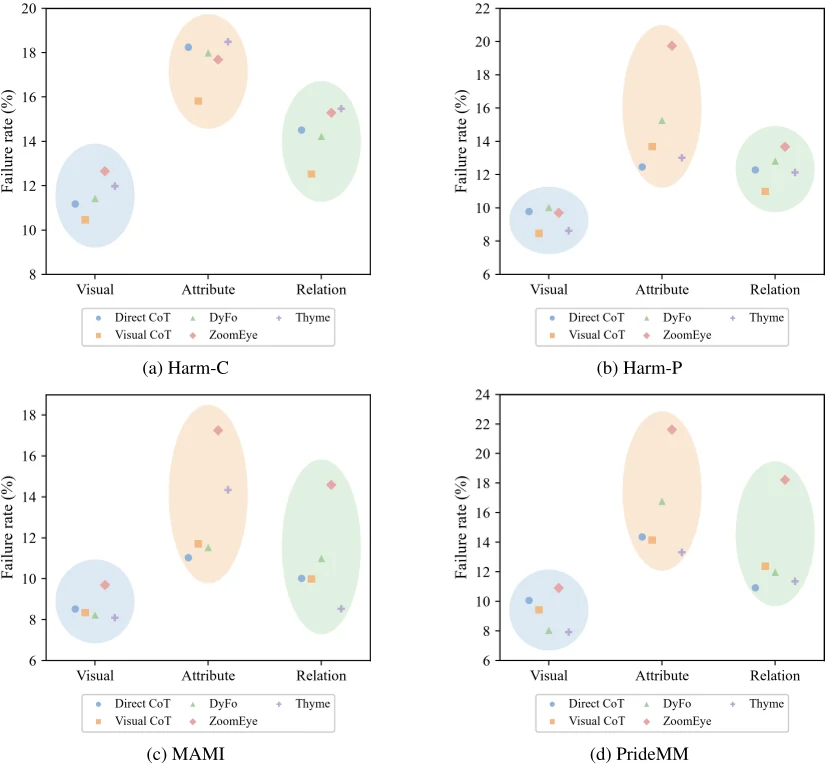 20
18
16
14
12
10
8
Failure rate (%)
Visual Attribute Relation
Direct CoT DyFo Thyme
Visual CoT ZoomEye
(a) Harm-C
22
20
18
16
14
12
10
8
6
Failure rate (%)
Visual Attribute Relation
Direct CoT DyFo Thyme
Visual CoT ZoomEye
(b) Harm-P
18
16
14
12
10
8
6
Failure rate (%)
Visual Attribute Relation
Direct CoT DyFo Thyme
Visual CoT ZoomEye
(c) MAMI
24
22
20
18
16
14
12
10
8
6
Failure rate (%)
Visual Attribute Relation
Direct CoT DyFo Thyme
Visual CoT ZoomEye
(d) PrideMM